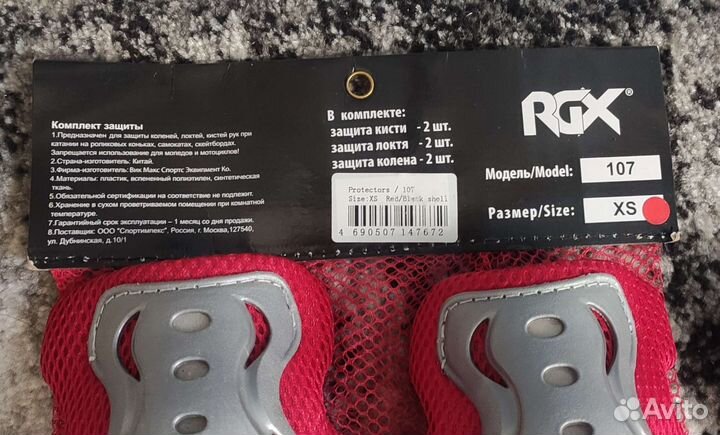 Комплект защиты
1.Предназначен для защиты коленей, локтей, кистей рук при
катании на роликовых коньках, самокатах, скейтбордах.
Запрещается использование для мопедов и мотоциклов!
2.Страна-изготовитель: Китай.
3.Фирма-изготовитель: Вик Макс Спортс Эквипмент Ко.
4.Материалы: пластик, вспененный полиэтилен, синтетическая
ткань.
5.Обязательной сертификации на соответствие не подлежит.
6.Хранение в сухом проветриваемом помещении при комнатной
температуре.
7.Гарантийный срок эксплуатации - 1 месяц со дня продажи.
8.Поставщик: ООО "Спортимпекс", Россия, г. Москва,127540,
ул. Дубнинская, д.10/1
В комплекте:
защита кисти - 2 шт.
защита локтя - 2 шт.
защита колена - 2 шт.
Protectors / 107
Size:XS Red/Black shell
4 690507 147672
RGX®
Модель/Model: 107
Размер/Size: XS
Avito